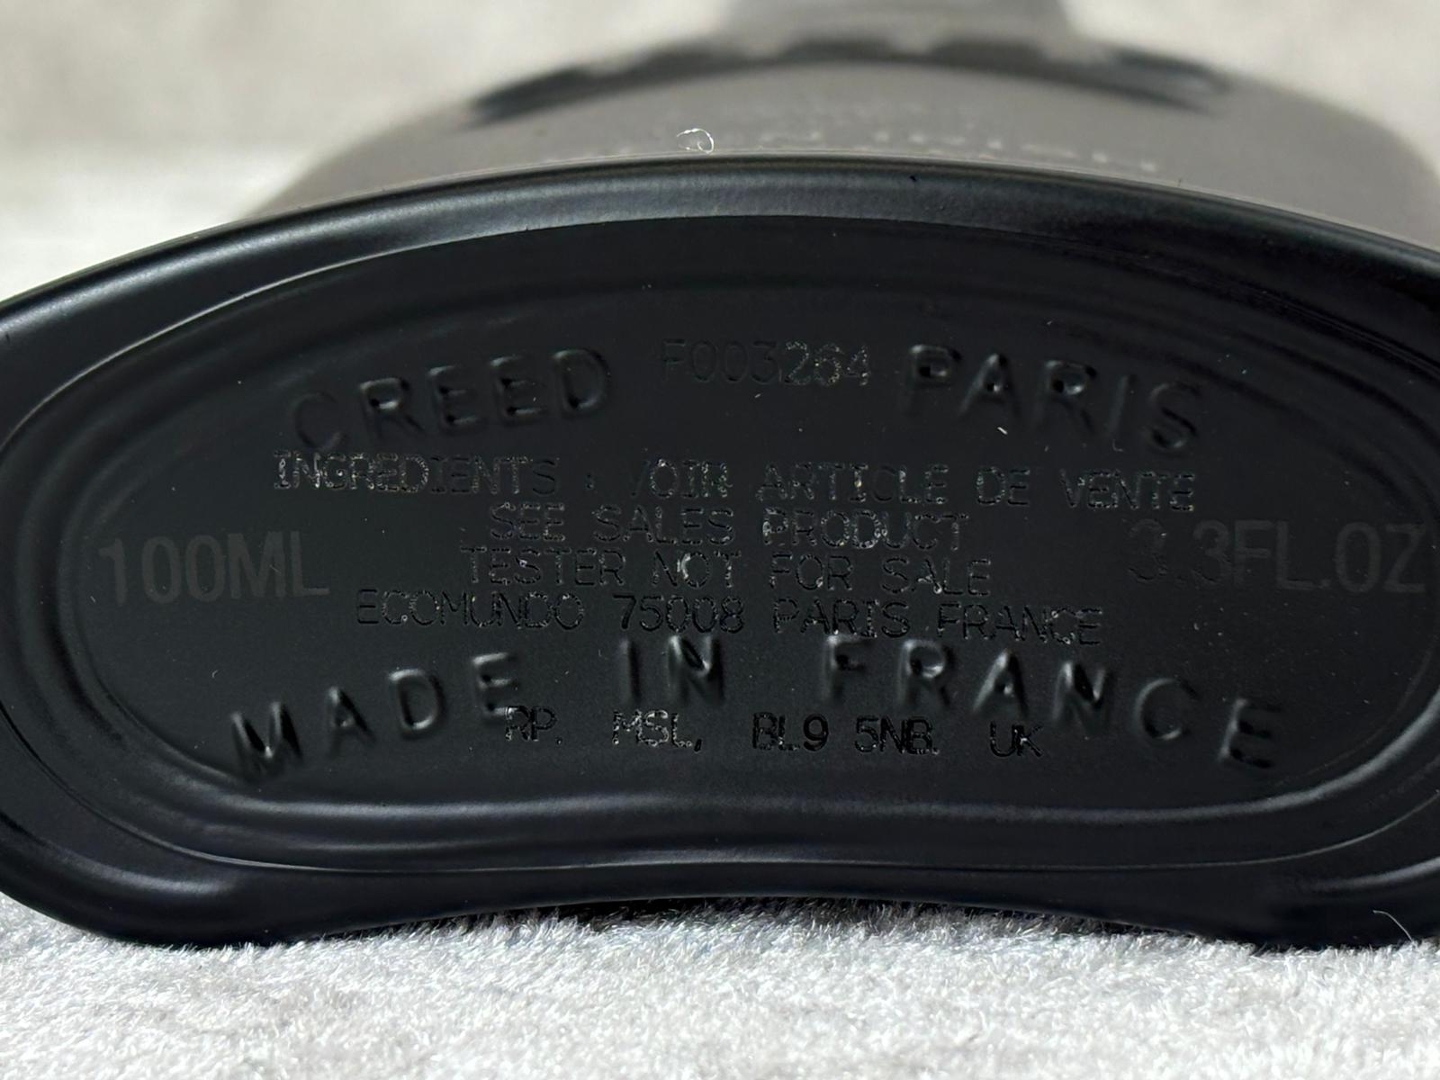 CREED F003264 PARIS
INGREDIENTS : VOIR ARTICLE DE VENTE
SEE SALES PRODUCT
100ML TESTER NOT FOR SALE 3.3FL.OZ
ECOMUNDO 75008 PARIS FRANCE
MADE IN FRANCE
RP. MSL, BL9 5NB. UK